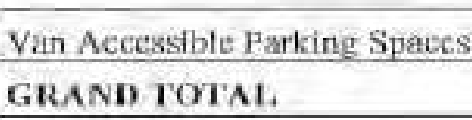 Van Accessible Parking Spaces
GRAND TOTAL